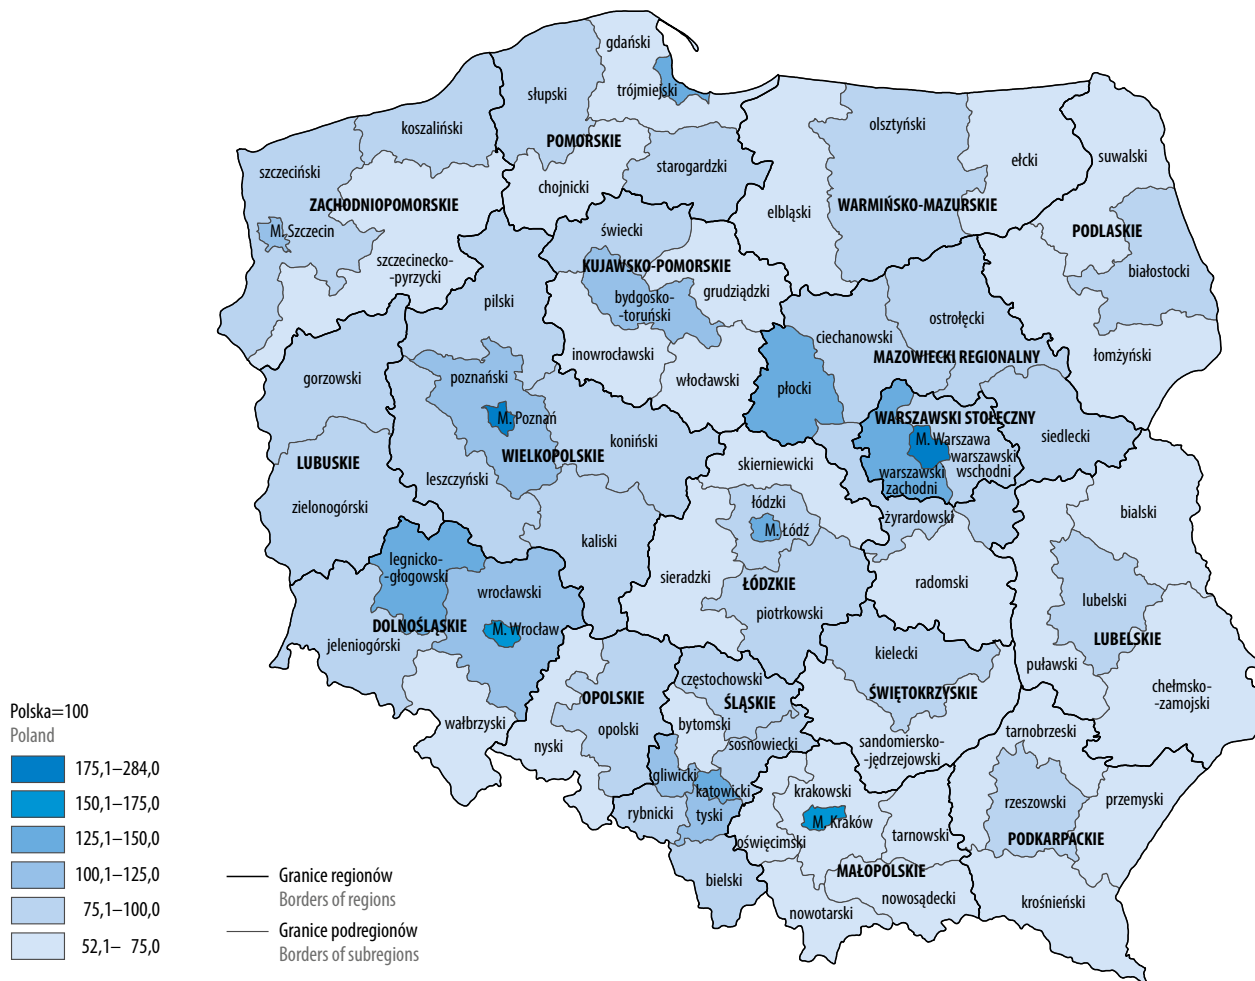 gdański
słupski
trójmiejski
koszaliński
olsztyński
POMORSKIE
szczeciński
starogardzki
ełcki
suwalski
chojnicki
ZACHODNIOPOMORSKIE
elbląski
WARMIŃSKO-MAZURSKIE
M. Szczecin
świecki
PODLASKIE
szczecinecko-
-pyrzycki
KUJAWSKO-POMORSKIE
białostocki
pilski
bydgosko-
-toruński
grudziądzki
ostrołęcki
ciechanowski
inowrocławski
MAZOWIECKI REGIONALNY
łomżyński
gorzowski
poznański
włocławski
płocki
M. Poznań
WARSZAWSKI STOŁECZNY
koniński
M. Warszawa
siedlecki
LUBUSKIE
WIELKOPOLSKIE
skierniewicki
warszawski
wschodni
leszczyński
warszawski
zachodni
zielonogórski
łódzki
żyrardowski
bialski
M. Łódź
kaliski
legnicko-
-głogowski
sieradzki
ŁÓDZKIE
radomski
wrocławski
lubelski
piotrkowski
DOLNOŚLĄSKIE
M. Wrocław
LUBELSKIE
jeleniogórski
kielecki
puławski
częstochowski
OPOLSKIE
ŚLĄSKIE
ŚWIĘTOKRZYSKIE
chełmsko-
-zamojski
wałbrzyski
bytomski
opolski
tarnobrzeski
nyski
sosnowiecki
sandomiersko-
-jędrzejowski
gliwicki
katowicki
krakowski
rzeszowski
przemyski
rybnicki
tyski
M. Kraków
tarnowski
PODKARPACKIE
oświęcimski
MAŁOPOLSKIE
bielski
nowosądecki
krośnieński
nowotarski
Polska=100
Poland
175,1–284,0
150,1–175,0
125,1–150,0
100,1–125,0
75,1–100,0
52,1– 75,0
Granice regionów
Borders of regions
Granice podregionów
Borders of subregions